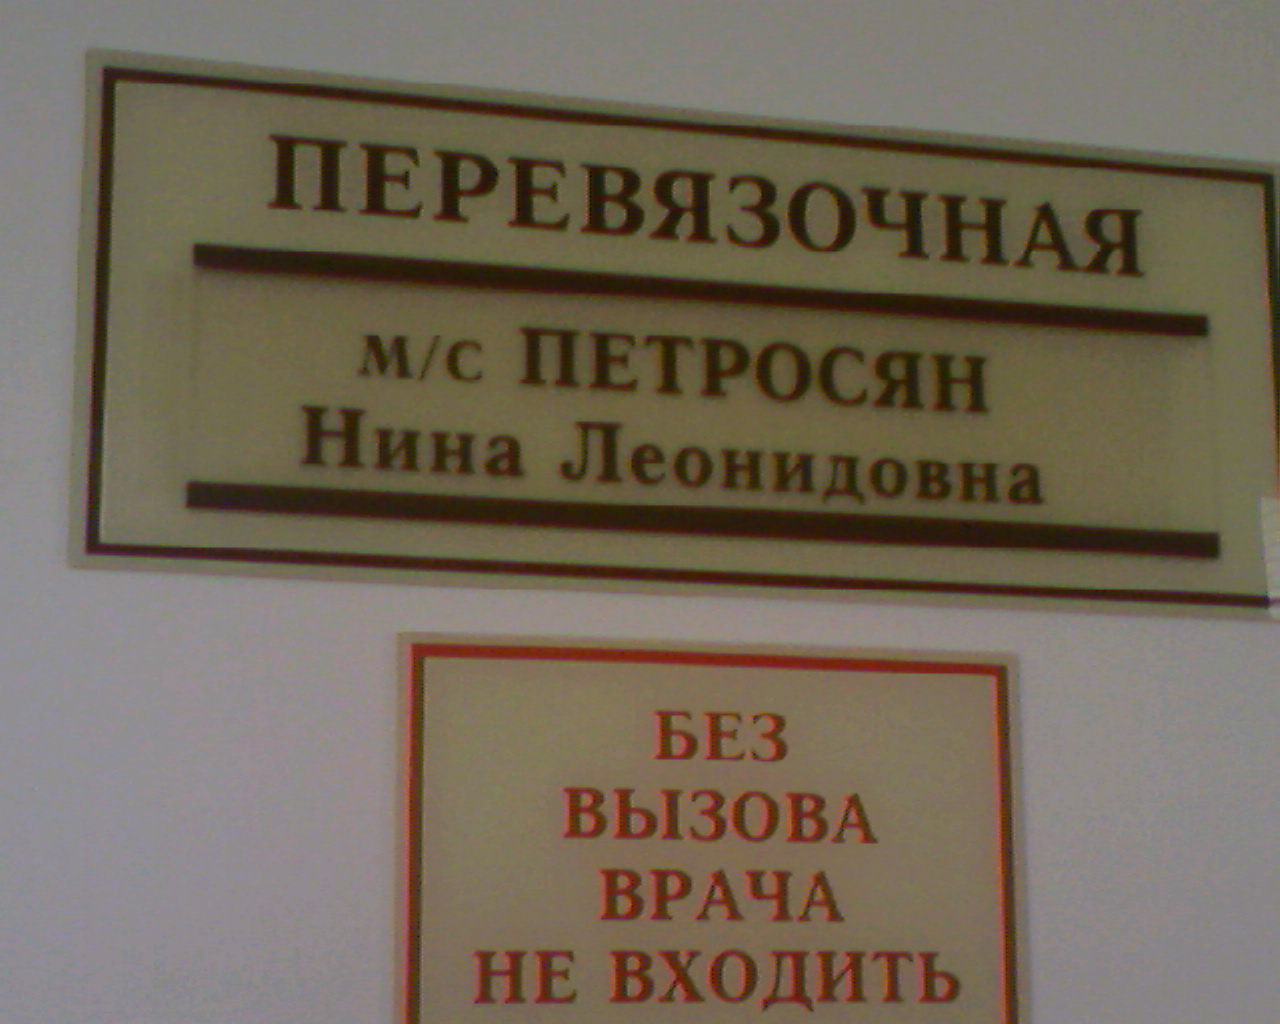 ПЕРЕВЯЗОЧНАЯ
м/с ПЕТРОСЯН
Нина Леонидовна
БЕЗ
ВЫЗОВА
ВРАЧА
НЕ ВХОДИТЬ